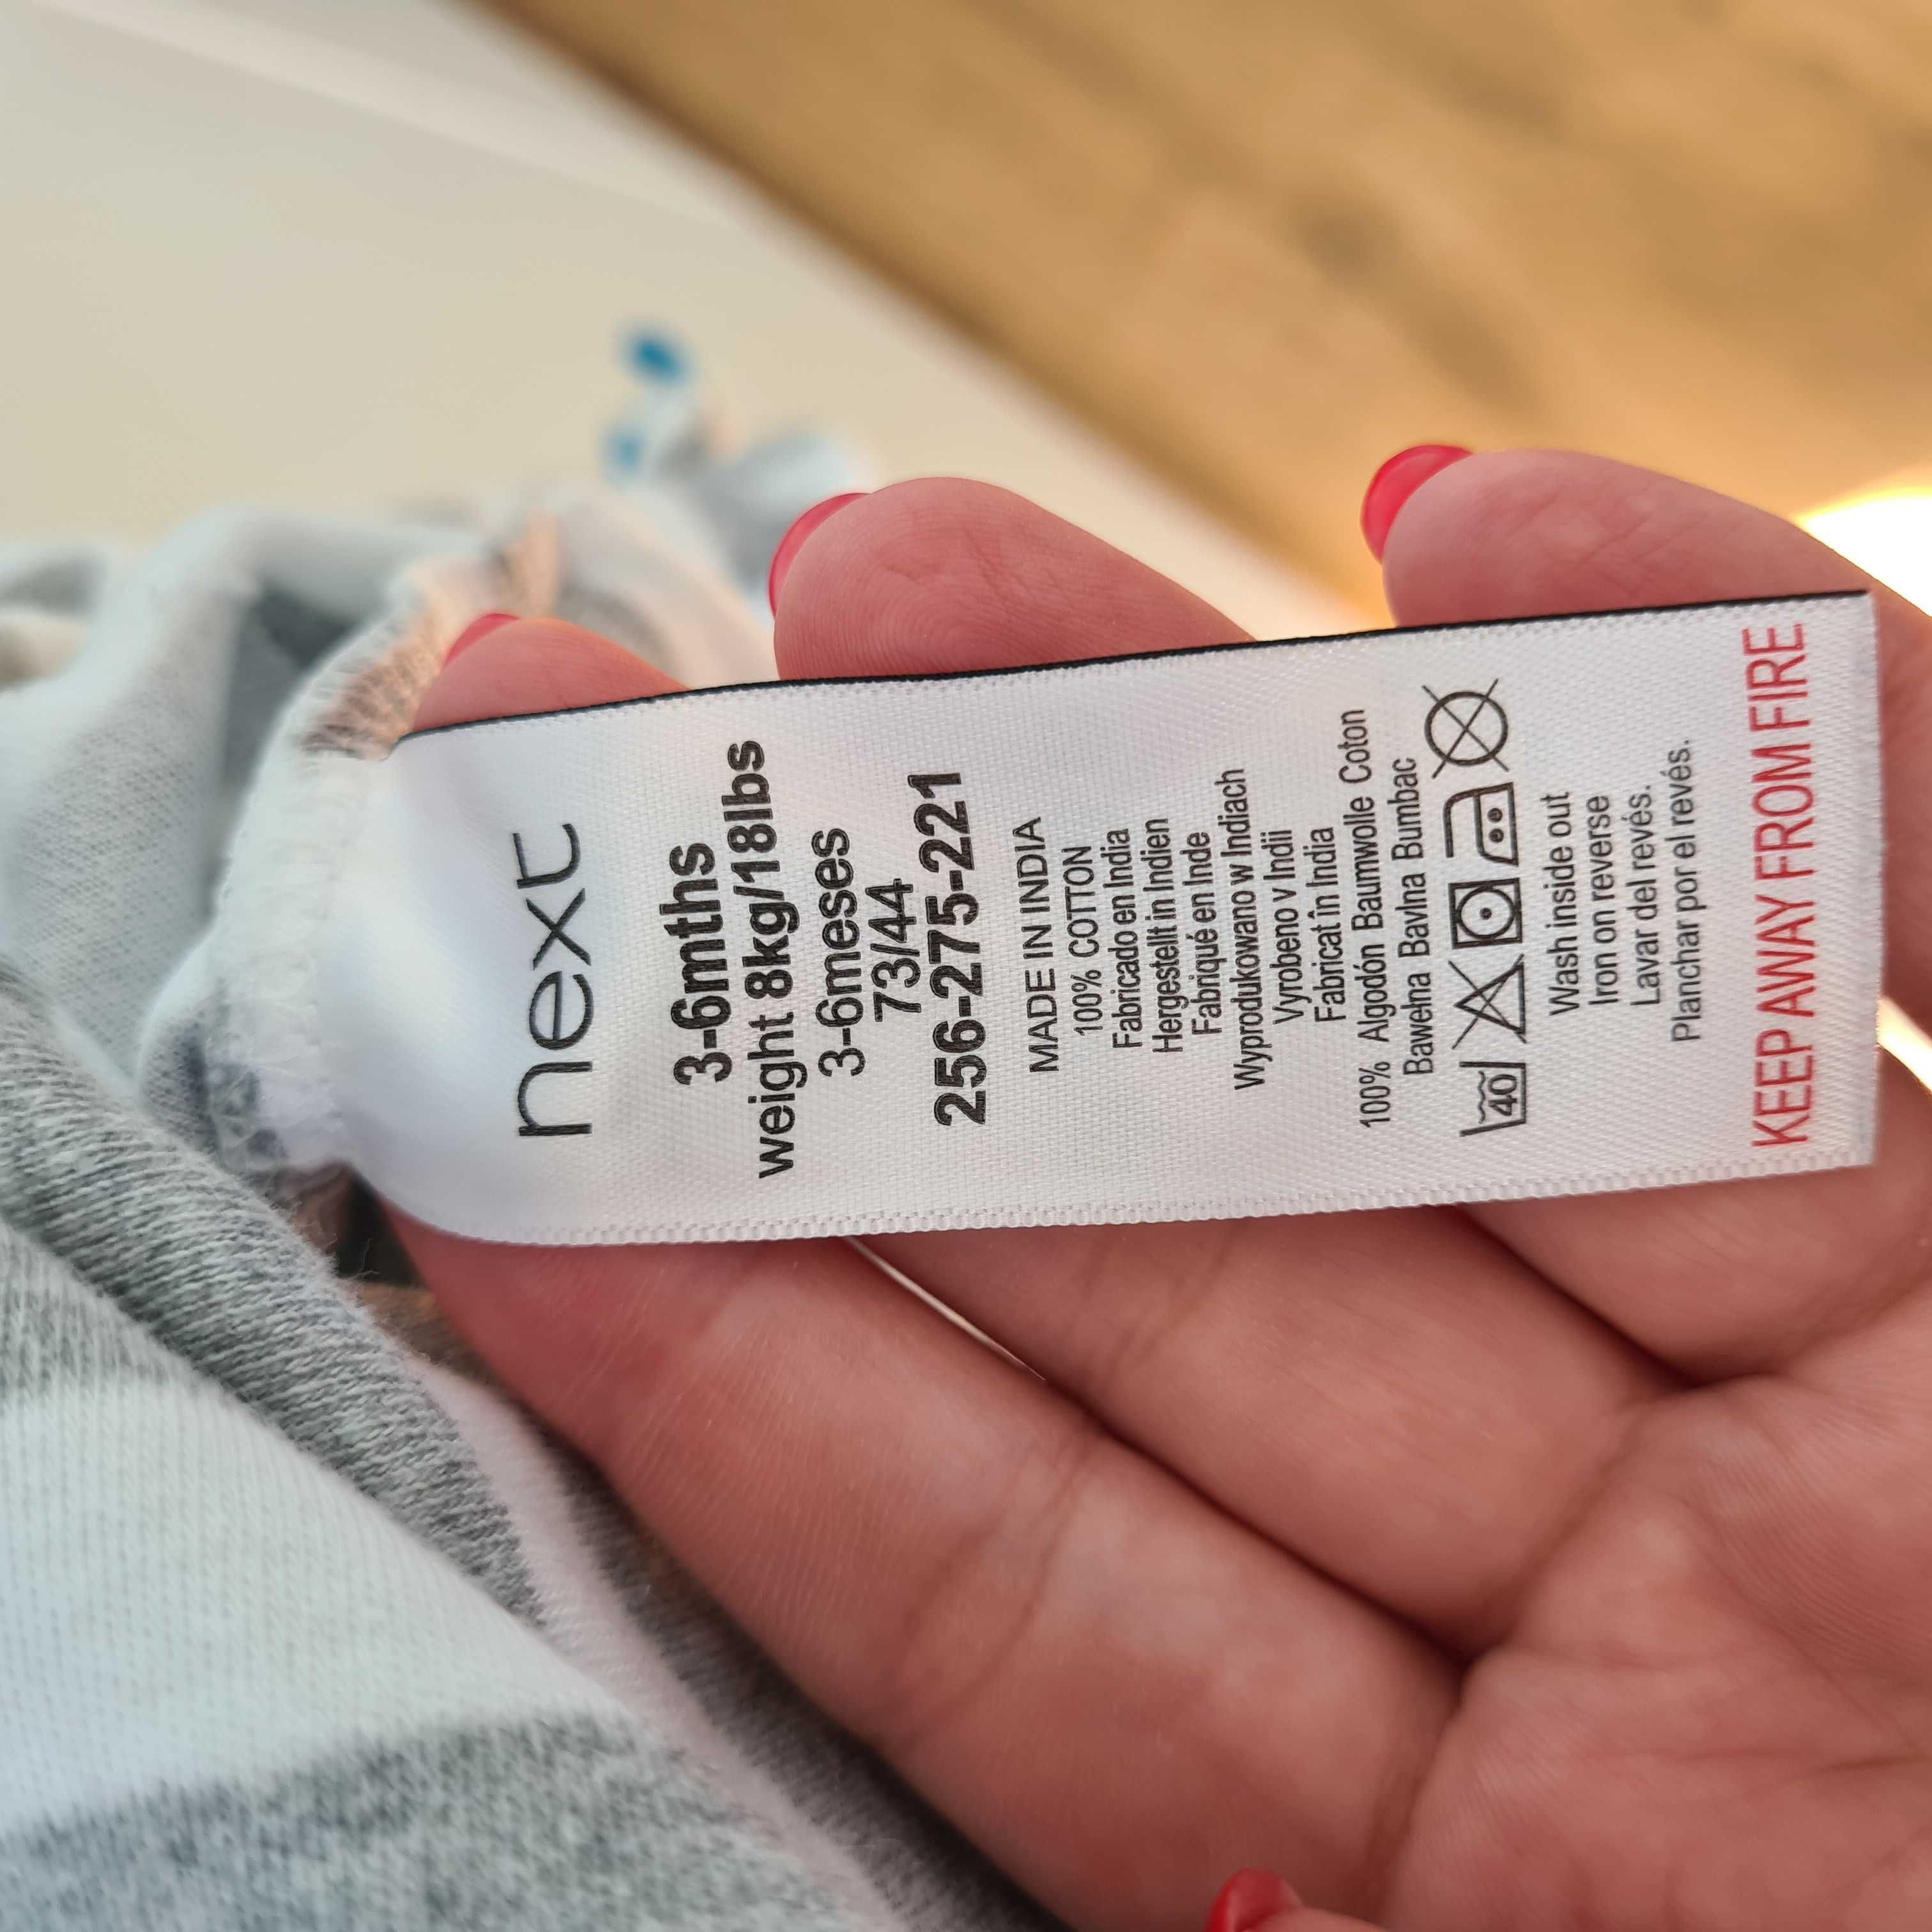 next
3-6mths
weight 8kg/18lbs
3-6meses
73/44
256-275-221
MADE IN INDIA
100% COTTON
Fabricado en India
Hergestellt in Indien
Fabriqué en Inde
Wyprodukowano w Indiach
Vyrobeno v Indii
Fabricat în India
100% Algodón Baumwolle Coton
Bawełna Bavlna Bumbac
40
Wash inside out
Iron on reverse
Lavar del revés.
Planchar por el revés.
KEEP AWAY FROM FIRE